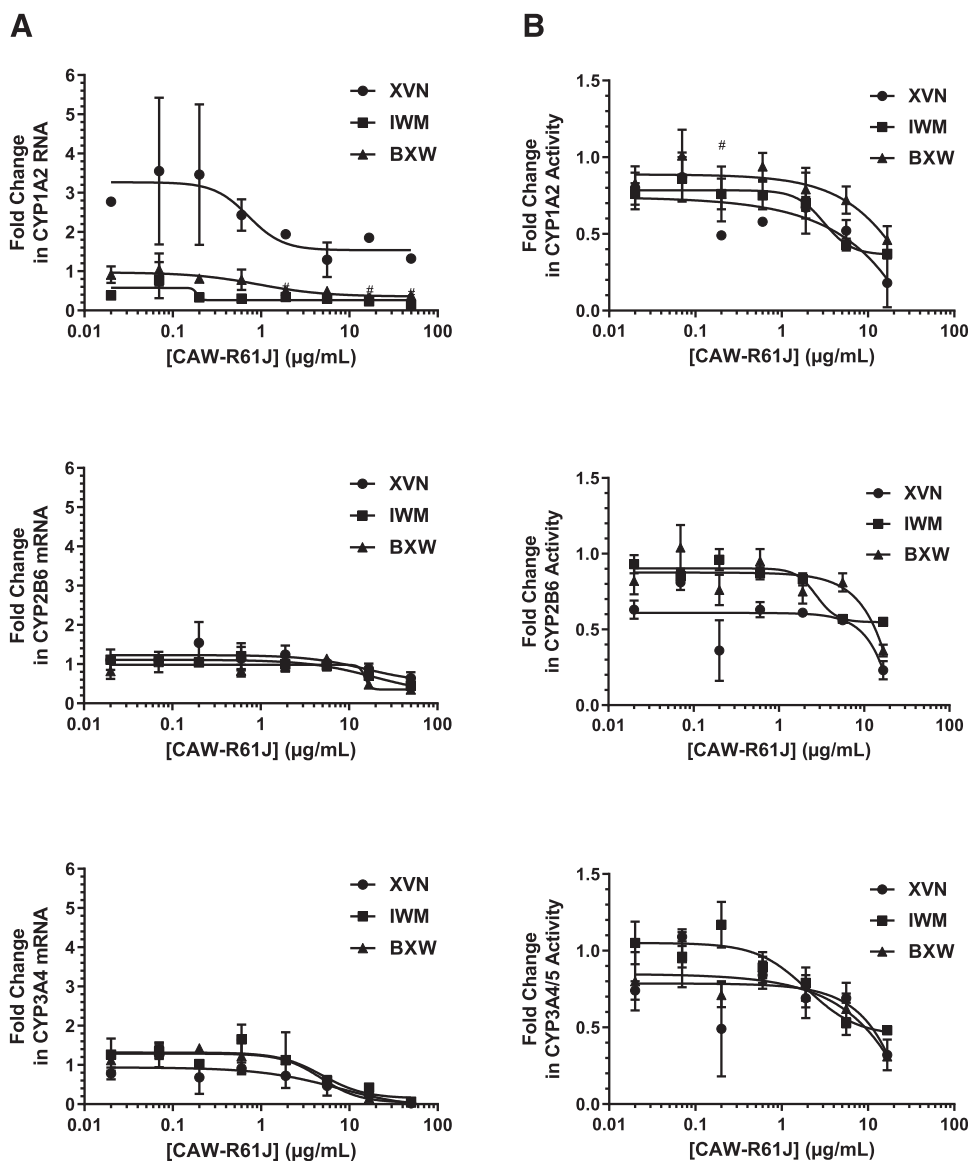 A
Fold Change
in CYP1A2 RNA
6
5
4
3
2
1
0
0.01 0.1 1 10 100
[CAW-R61J] (µg/mL)
XVN
IWM
BXW
# # #
B
Fold Change
in CYP1A2 Activity
1.5
1.0
0.5
0.0
0.01 0.1 1 10 100
[CAW-R61J] (µg/mL)
XVN
IWM
BXW
#
Fold Change
in CYP2B6 mRNA
6
5
4
3
2
1
0
0.01 0.1 1 10 100
[CAW-R61J] (µg/mL)
XVN
IWM
BXW
Fold Change
in CYP2B6 Activity
1.5
1.0
0.5
0.0
0.01 0.1 1 10 100
[CAW-R61J] (µg/mL)
XVN
IWM
BXW
Fold Change
in CYP3A4 mRNA
6
5
4
3
2
1
0
0.01 0.1 1 10 100
[CAW-R61J] (µg/mL)
XVN
IWM
BXW
Fold Change
in CYP3A4/5 Activity
1.5
1.0
0.5
0.0
0.01 0.1 1 10 100
[CAW-R61J] (µg/mL)
XVN
IWM
BXW